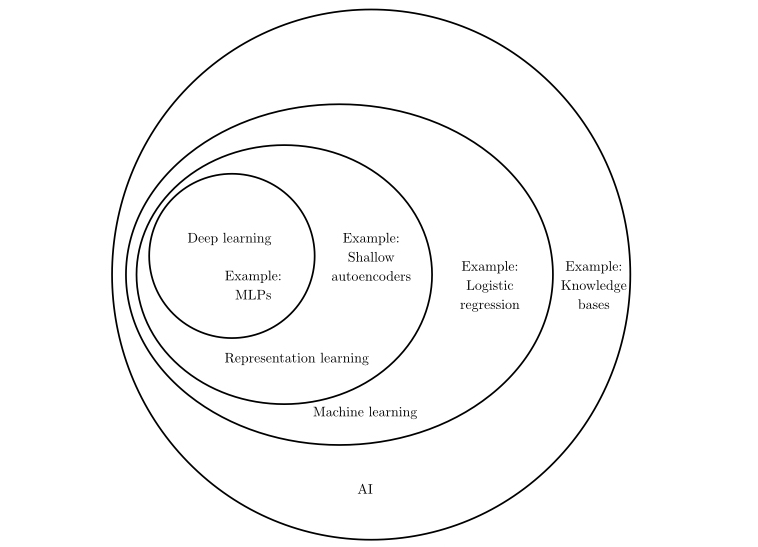 Deep learning
Example:
MLPs
Example:
Shallow
autoencoders
Example:
Logistic
regression
Example:
Knowledge
bases
Representation learning
Machine learning
AI